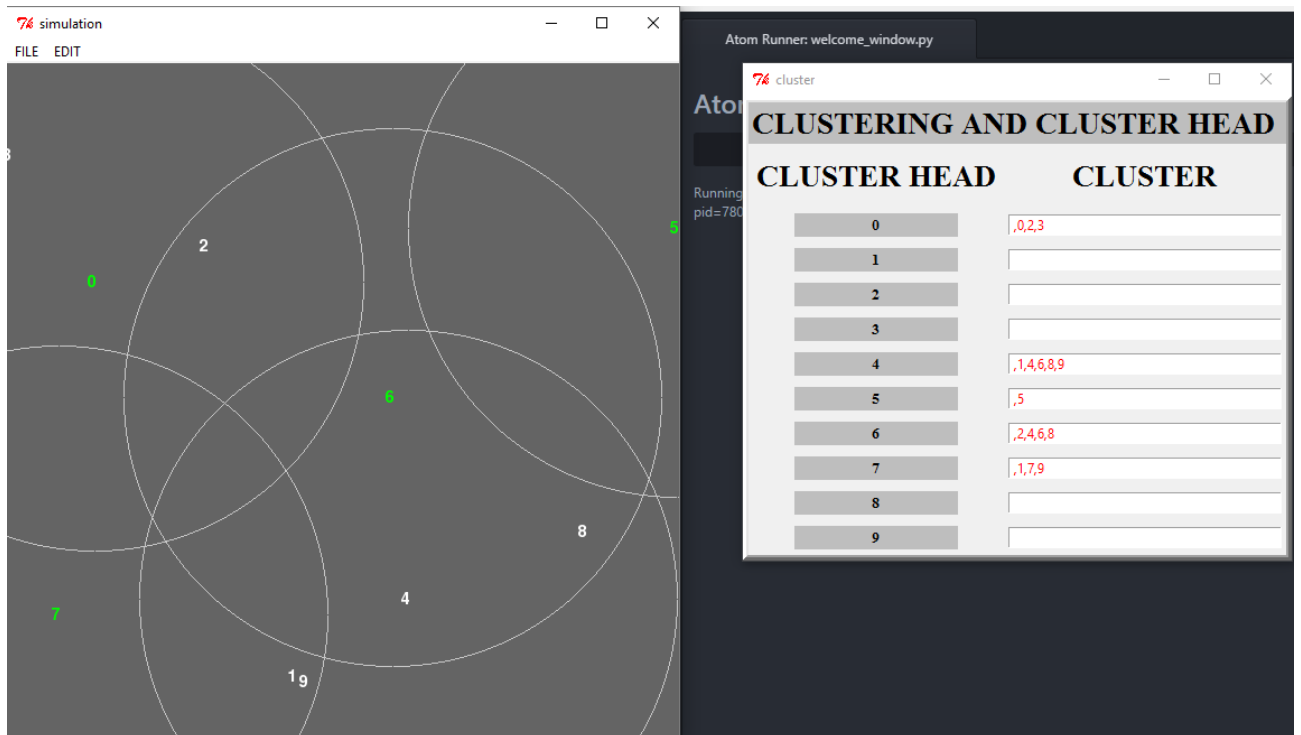 simulation
FILE EDIT
3
2
5
0
6
8
4
7
1
9
Atom Runner: welcome_window.py
Running
pid=780
cluster
CLUSTERING AND CLUSTER HEAD
CLUSTER HEAD CLUSTER
0 ,0,2,3
1
2
3
4 ,1,4,6,8,9
5 ,5
6 ,2,4,6,8
7 ,1,7,9
8
9